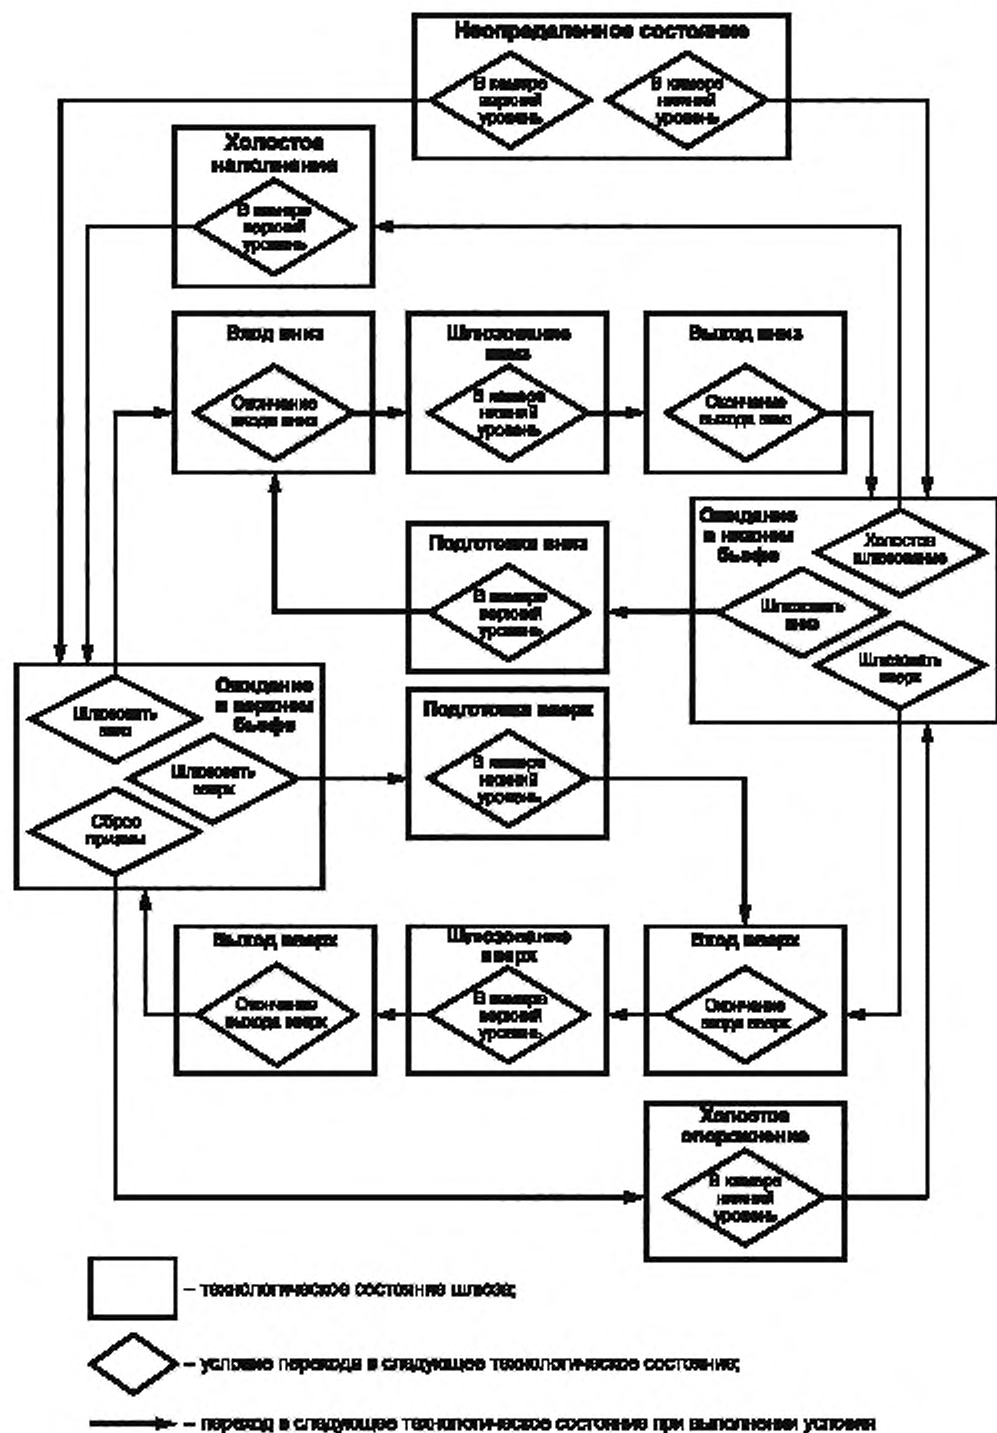 Неопределенное состояние
В камере
верхний
уровень
В камере
нижний
уровень
Холостое
наполнение
В камере
верхний
уровень
Вход вниз
Окончание
входа вниз
Шлюзование
вниз
В камере
нижний
уровень
Выход вниз
Окончание
выхода вниз
Ожидание
в нижнем
бьефе
Холостое
шлюзование
Шлюзовать
вниз
Шлюзовать
вверх
Подготовка вниз
В камере
верхний
уровень
Ожидание
в верхнем
бьефе
Шлюзовать
вниз
Шлюзовать
вверх
Сброс
призмы
Подготовка вверх
В камере
нижний
уровень
Выход вверх
Окончание
выхода вверх
Шлюзование
вверх
В камере
верхний
уровень
Вход вверх
Окончание
входа вверх
Холостое
опорожнение
В камере
нижний
уровень
– технологическое состояние шлюза;
– условие перехода в следующее технологическое состояние;
– переход в следующее технологическое состояние при выполнении условия